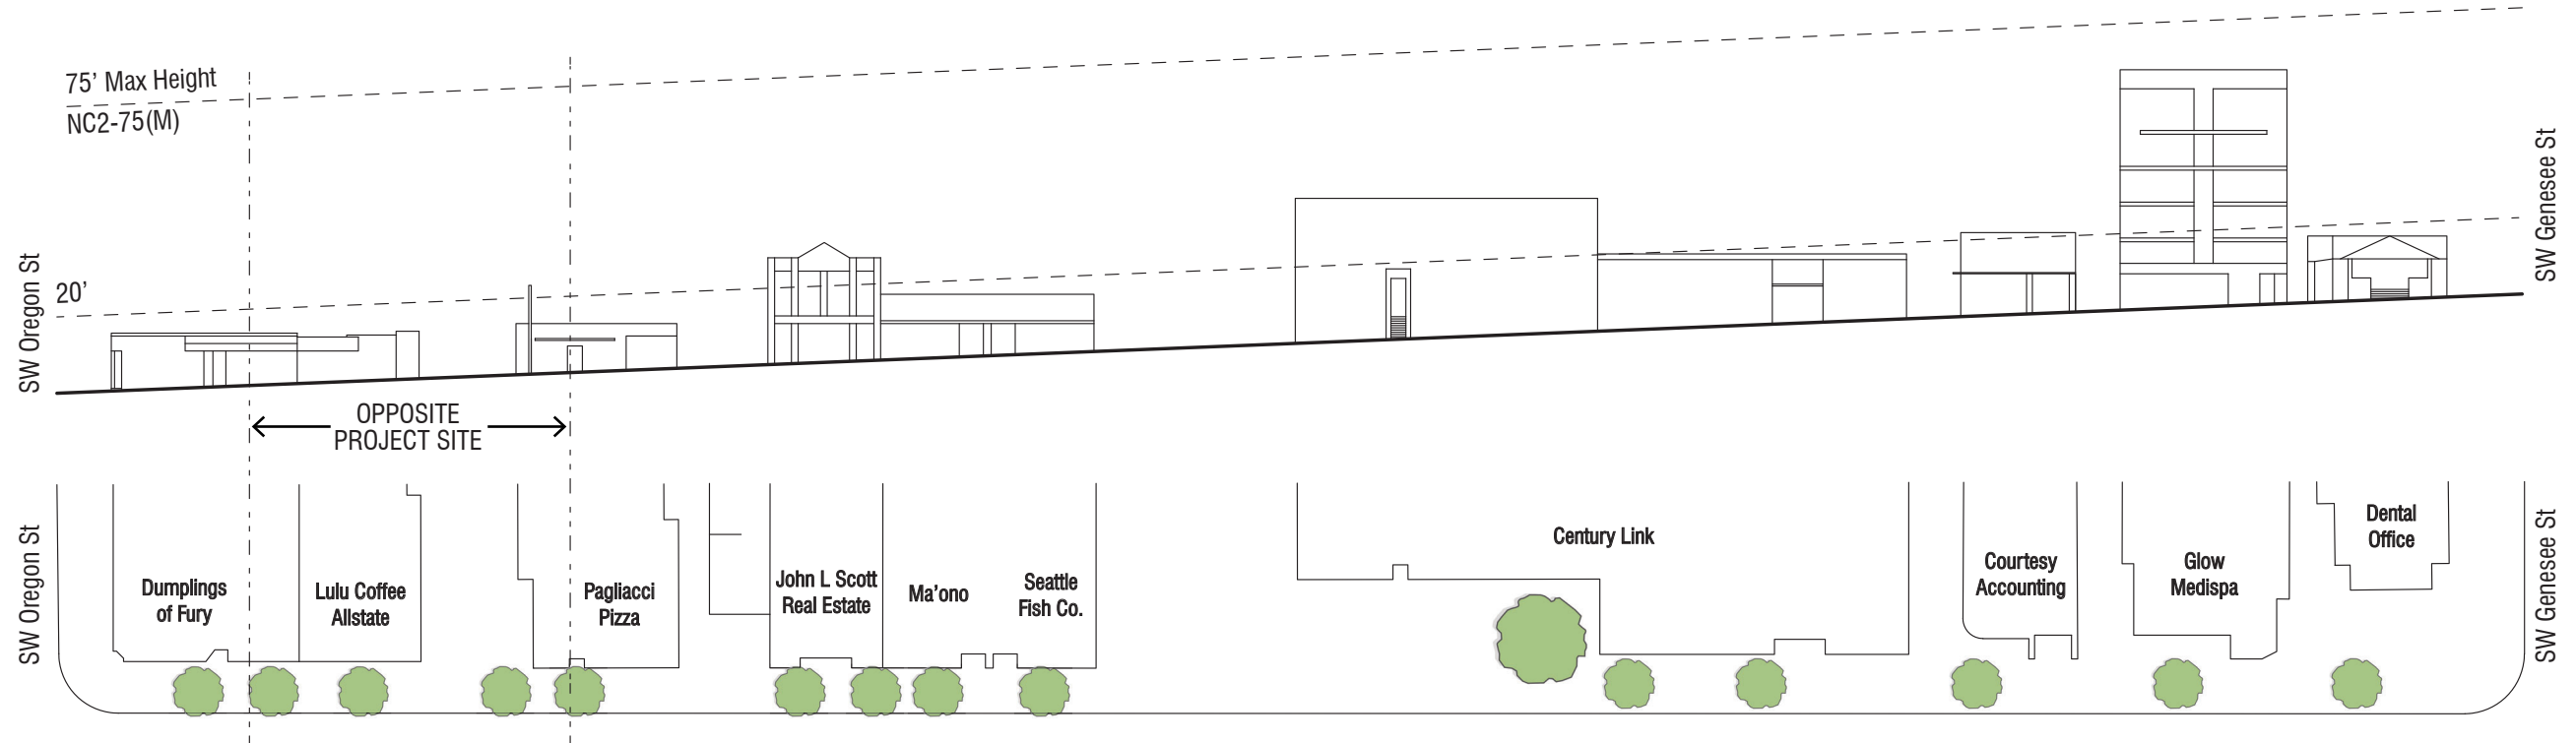 75’ Max Height
NC2-75(M)
20’
SW Oregon St
SW Genesee St
OPPOSITE
PROJECT SITE
SW Oregon St
Dumplings
of Fury
Lulu Coffee
Allstate
Pagliacci
Pizza
John L Scott
Real Estate
Ma’ono
Seattle
Fish Co.
Century Link
Courtesy
Accounting
Glow
Medispa
Dental
Office
SW Genesee St